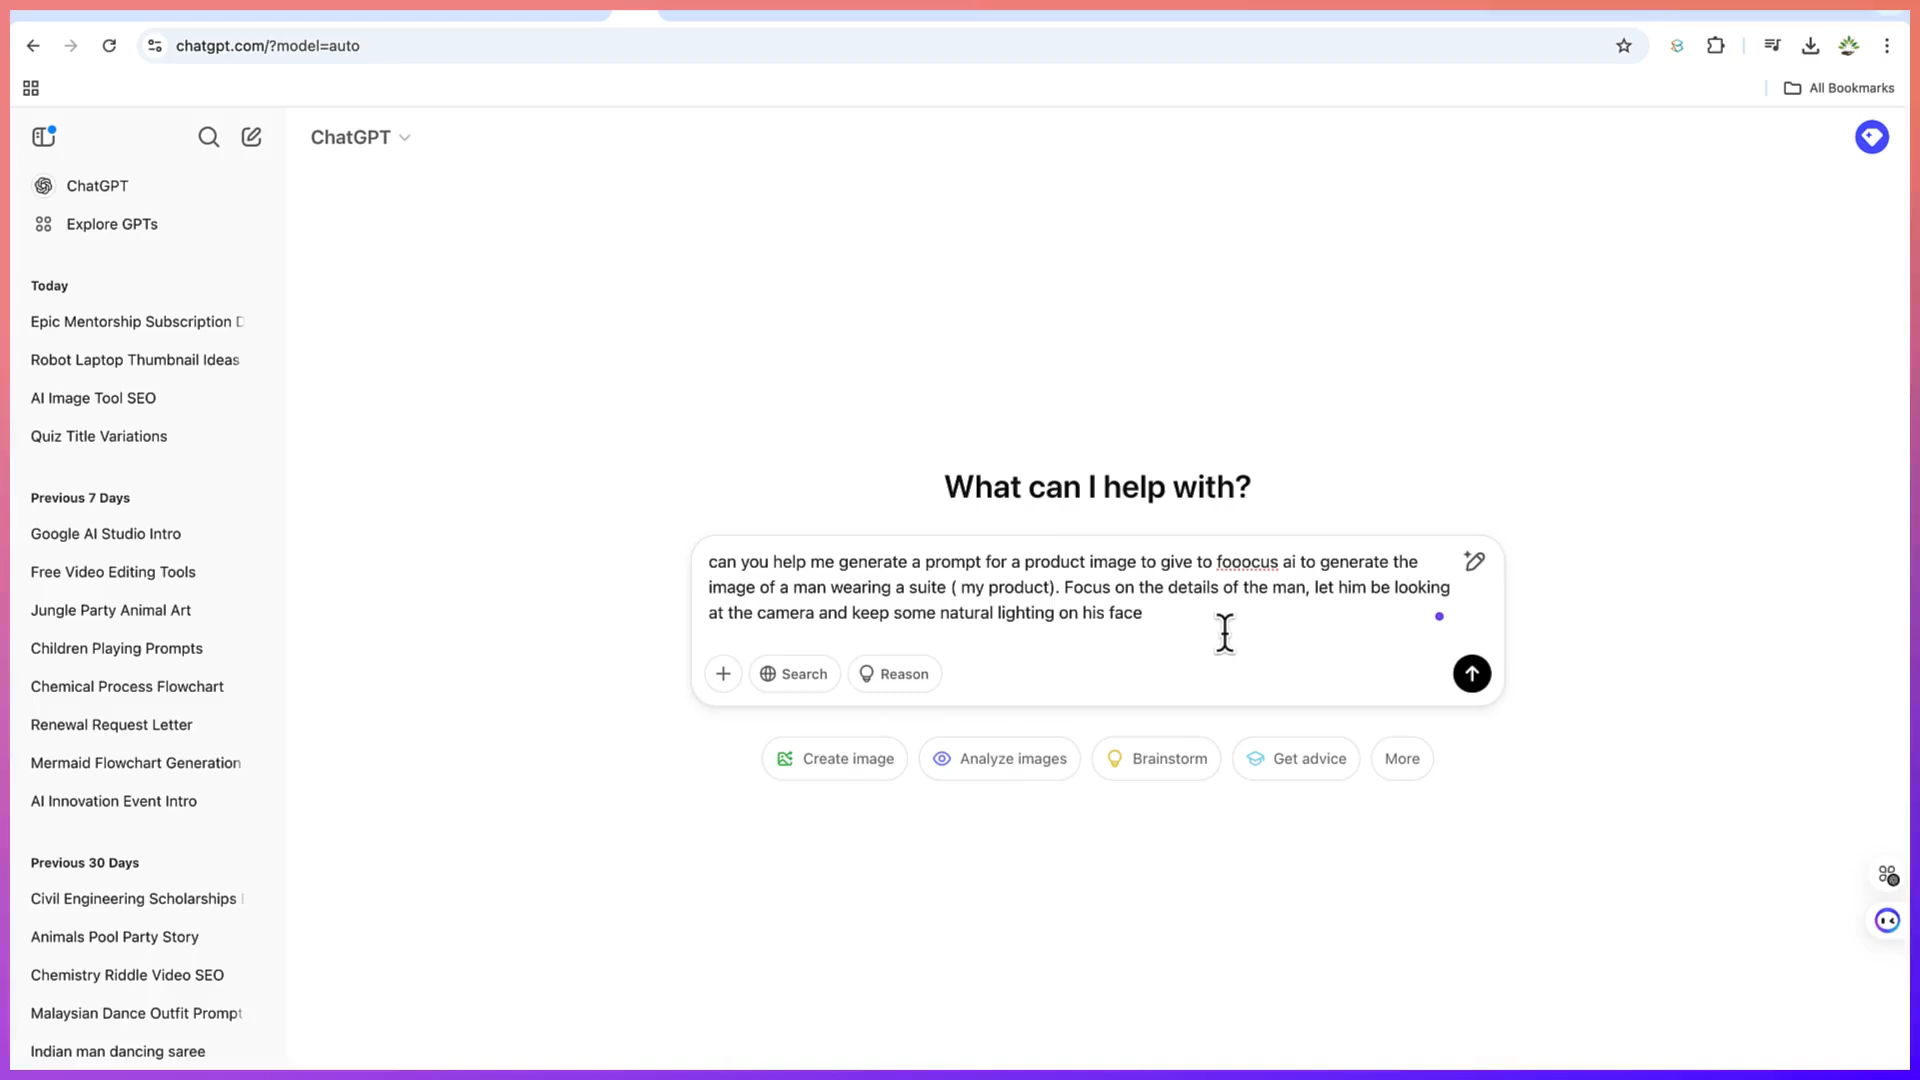 chatgpt.com/?model=auto
All Bookmarks
ChatGPT
ChatGPT
Explore GPTs
Today
Epic Mentorship Subscription D
Robot Laptop Thumbnail Ideas
AI Image Tool SEO
Quiz Title Variations
Previous 7 Days
Google AI Studio Intro
Free Video Editing Tools
Jungle Party Animal Art
Children Playing Prompts
Chemical Process Flowchart
Renewal Request Letter
Mermaid Flowchart Generation
AI Innovation Event Intro
Previous 30 Days
Civil Engineering Scholarships
Animals Pool Party Story
Chemistry Riddle Video SEO
Malaysian Dance Outfit Prompt
Indian man dancing saree
What can I help with?
can you help me generate a prompt for a product image to give to fooocus ai to generate the
image of a man wearing a suite ( my product). Focus on the details of the man, let him be looking
at the camera and keep some natural lighting on his face
Search
Reason
Create image
Analyze images
Brainstorm
Get advice
More